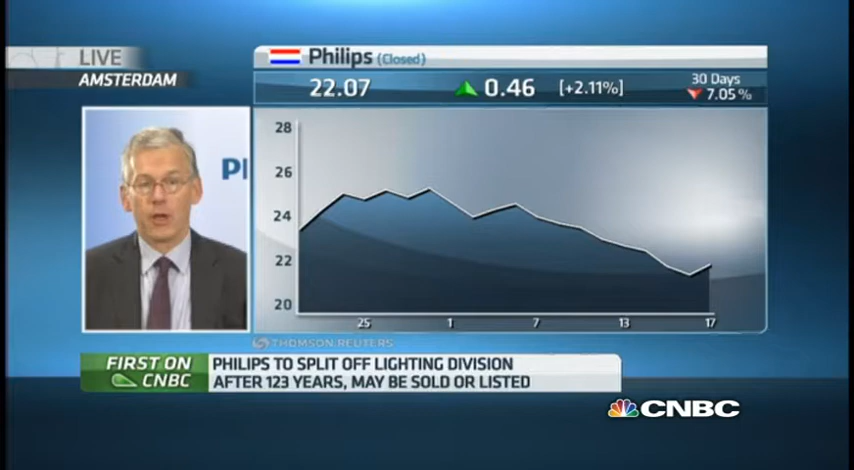 LIVE
AMSTERDAM
Philips (Closed)
22.07 0.46 [+2.11%]
30 Days
7.05 %
28
26
24
22
20
25 1 7 13 17
THOMSON REUTERS
FIRST ON
CNBC
PHILIPS TO SPLIT OFF LIGHTING DIVISION
AFTER 123 YEARS, MAY BE SOLD OR LISTED
CNBC